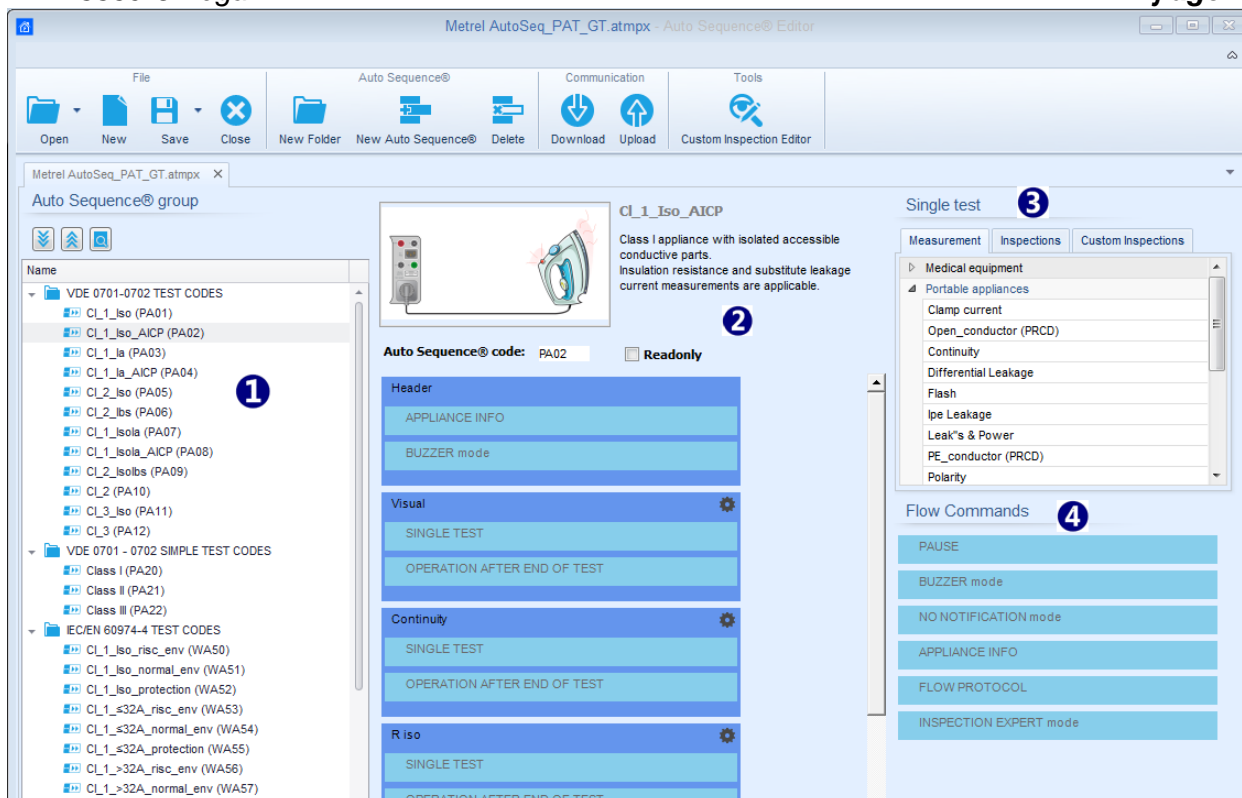 Metrel AutoSeq_PAT_GT.atmpx - Auto Sequence® Editor
File
Auto Sequence®
Communication
Tools
Open
New
Save
Close
New Folder
New Auto Sequence®
Delete
Download
Upload
Custom Inspection Editor
Metrel AutoSeq_PAT_GT.atmpx X
Auto Sequence® group
Name
VDE 0701-0702 TEST CODES
Cl_1_Iso (PA01)
Cl_1_Iso_AICP (PA02)
Cl_1_Ia (PA03)
Cl_1_Ia_AICP (PA04)
Cl_2_Iso (PA05)
Cl_2_Ibs (PA06)
Cl_1_IsoIa (PA07)
Cl_1_IsoIa_AICP (PA08)
Cl_2_IsoIbs (PA09)
Cl_2 (PA10)
Cl_3_Iso (PA11)
Cl_3 (PA12)
VDE 0701 - 0702 SIMPLE TEST CODES
Class I (PA20)
Class II (PA21)
Class III (PA22)
IEC/EN 60974-4 TEST CODES
Cl_1_Iso_risc_env (WA50)
Cl_1_Iso_normal_env (WA51)
Cl_1_Iso_protection (WA52)
Cl_1_≤32A_risc_env (WA53)
Cl_1_≤32A_normal_env (WA54)
Cl_1_≤32A_protection (WA55)
Cl_1_>32A_risc_env (WA56)
Cl_1_>32A_normal_env (WA57)
1
Cl_1_Iso_AICP
Class I appliance with isolated accessible
conductive parts.
Insulation resistance and substitute leakage
current measurements are applicable.
2
Auto Sequence® code: PA02 Readonly
Header
APPLIANCE INFO
BUZZER mode
Visual
SINGLE TEST
OPERATION AFTER END OF TEST
Continuity
SINGLE TEST
OPERATION AFTER END OF TEST
R iso
SINGLE TEST
OPERATION AFTER END OF TEST
Single test
3
Measurement
Inspections
Custom Inspections
Medical equipment
Portable appliances
Clamp current
Open_conductor (PRCD)
Continuity
Differential Leakage
Flash
Ipe Leakage
Leak"s & Power
PE_conductor (PRCD)
Polarity
Flow Commands
4
PAUSE
BUZZER mode
NO NOTIFICATION mode
APPLIANCE INFO
FLOW PROTOCOL
INSPECTION EXPERT mode